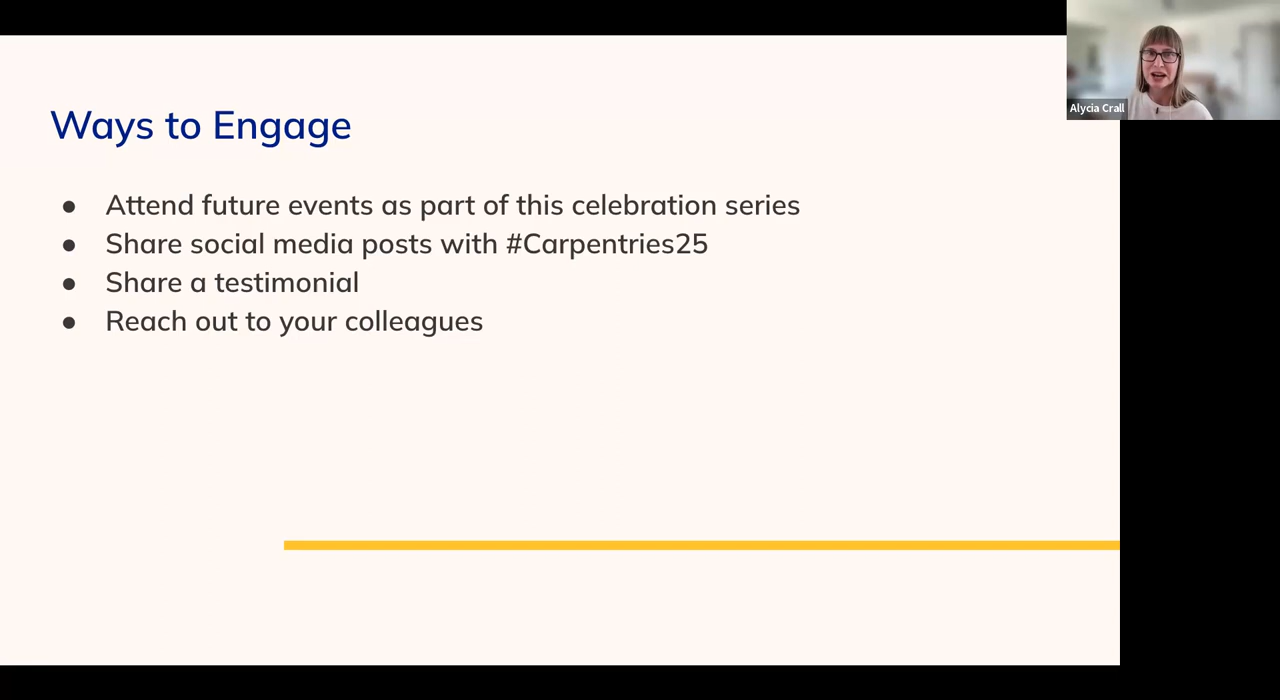 Ways to Engage
● Attend future events as part of this celebration series
● Share social media posts with #Carpentries25
● Share a testimonial
● Reach out to your colleagues
Alycia Crall